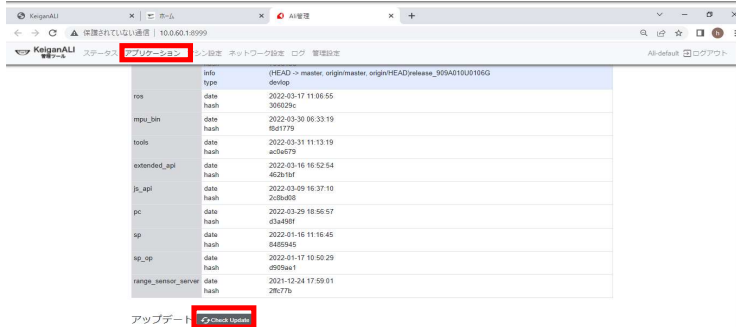 KeiganALI
ホーム
Ali管理
保護されていない通信 | 10.0.60.1:8999
KeiganALI
管理ツール
ステータス アプリケーション シン設定 ネットワーク設定 ログ 管理設定
Ali-default ログアウト
info (HEAD -> master, origin/master, origin/HEAD)release_909A010U0106G
type devlop
ros date 2022-03-17 11:06:55
hash 306029c
mpu_bin date 2022-03-30 06:33:19
hash f8d1779
tools date 2022-03-31 11:13:19
hash ac0e679
extended_api date 2022-03-16 16:52:54
hash 462b1bf
js_api date 2022-03-09 16:37:10
hash 2c8bd08
pc date 2022-03-29 18:56:57
hash d3a498f
sp date 2022-01-16 11:16:45
hash 8485945
sp_op date 2022-01-17 10:50:29
hash d909ae1
range_sensor_server date 2021-12-24 17:59:01
hash 2ffc77b
アップデート Check Update